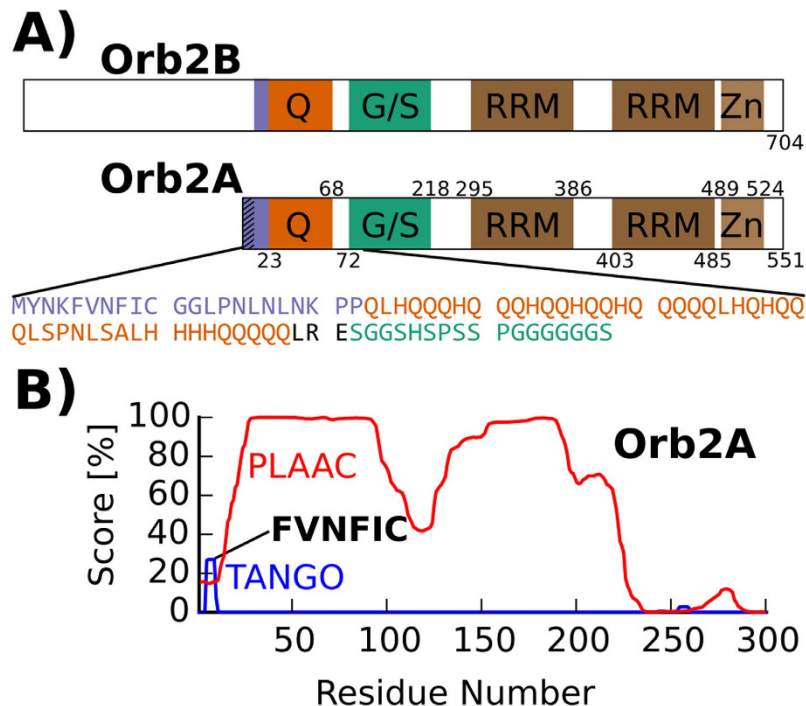 A)
Orb2B
Q G/S RRM RRM Zn
704
Orb2A
68 218 295 386 489 524
Q G/S RRM RRM Zn
23 72 403 485 551
MYNKFVNFIC GGLPNLNLNK PPQLHQQQHQ QQHQQHQQHQ QQQQLHQHQQ
QLSPNLSALH HHHQQQQQLR ESGGSHSPSS PGGGGGGS
B)
Score [%]
100
80
60
40
20
0
PLAAC
FVNFIC
TANGO
Orb2A
50 100 150 200 250 300
Residue Number